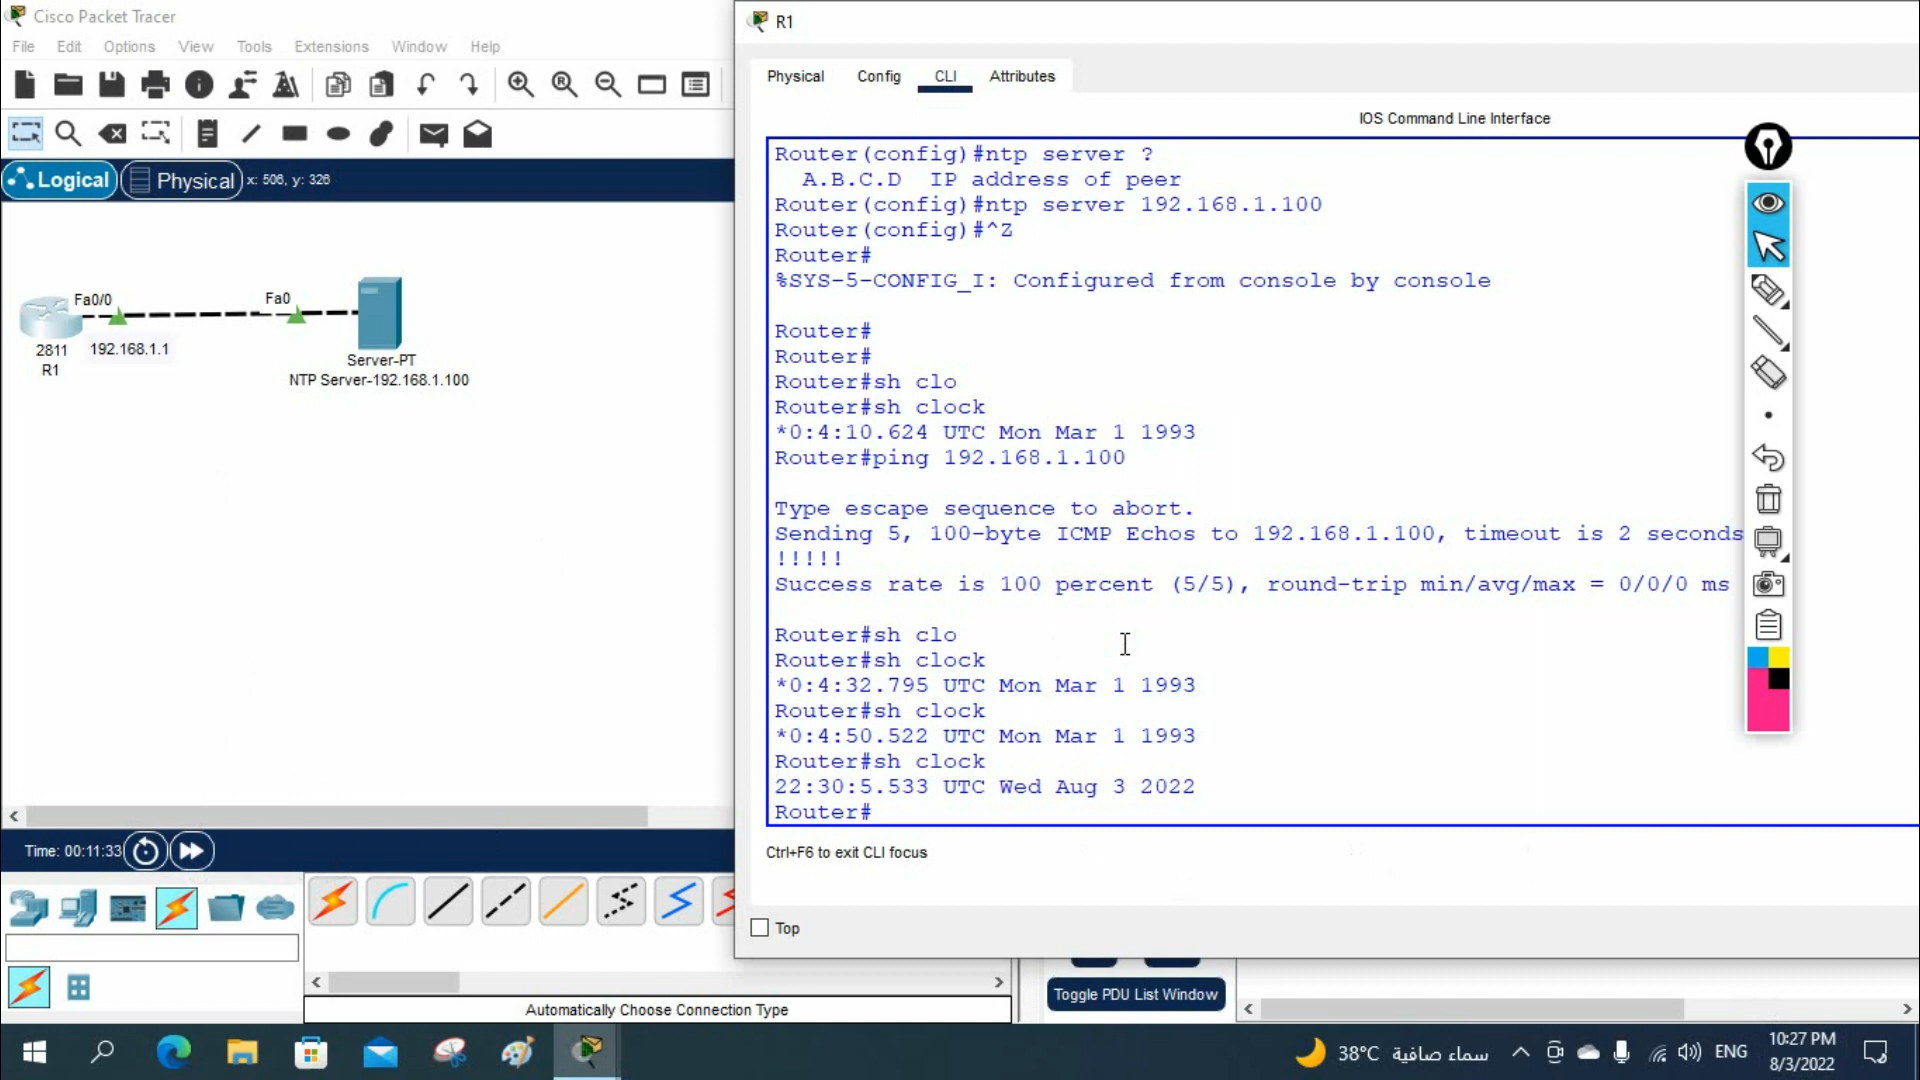 Cisco Packet Tracer
File Edit Options View Tools Extensions Window Help
Logical Physical x: 506, y: 326
Fa0/0 Fa0
2811 192.168.1.1
R1
Server-PT
NTP Server-192.168.1.100
Time: 00:11:33
Automatically Choose Connection Type
R1
Physical Config CLI Attributes
IOS Command Line Interface
Router(config)#ntp server ?
A.B.C.D IP address of peer
Router(config)#ntp server 192.168.1.100
Router(config)#^Z
Router#
%SYS-5-CONFIG_I: Configured from console by console
Router#
Router#
Router#sh clo
Router#sh clock
*0:4:10.624 UTC Mon Mar 1 1993
Router#ping 192.168.1.100
Type escape sequence to abort.
Sending 5, 100-byte ICMP Echos to 192.168.1.100, timeout is 2 seconds
!!!!!
Success rate is 100 percent (5/5), round-trip min/avg/max = 0/0/0 ms
Router#sh clo
Router#sh clock
*0:4:32.795 UTC Mon Mar 1 1993
Router#sh clock
*0:4:50.522 UTC Mon Mar 1 1993
Router#sh clock
22:30:5.533 UTC Wed Aug 3 2022
Router#
Ctrl+F6 to exit CLI focus
Top
Toggle PDU List Window
38°C سماء صافية ENG 10:27 PM
8/3/2022